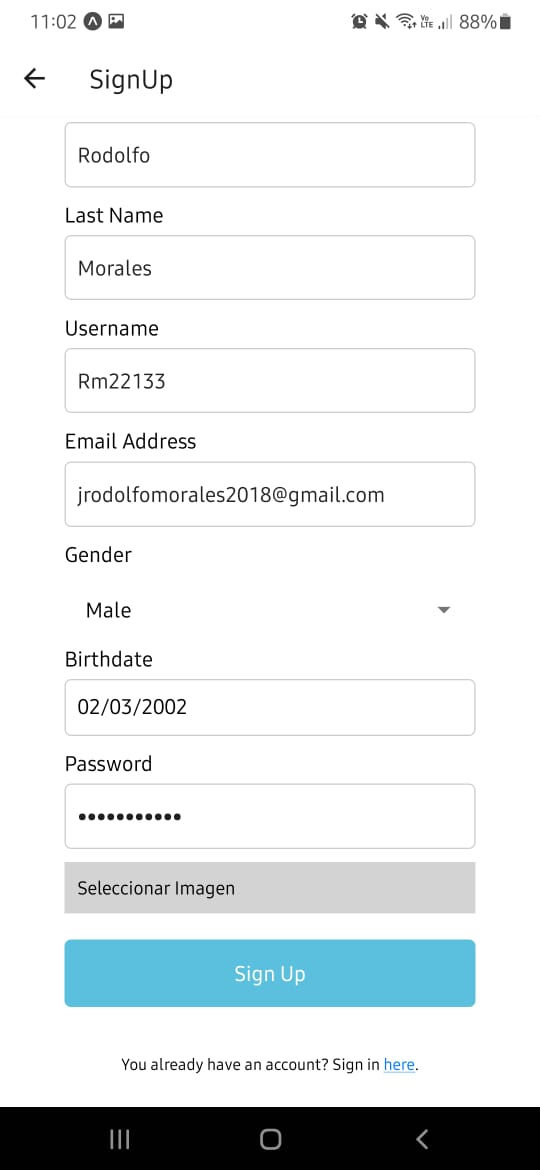 11:02 88%
SignUp
Rodolfo
Last Name
Morales
Username
Rm22133
Email Address
jrodolfomorales2018@gmail.com
Gender
Male
Birthdate
02/03/2002
Password
•••••••••••
Seleccionar Imagen
Sign Up
You already have an account? Sign in here.